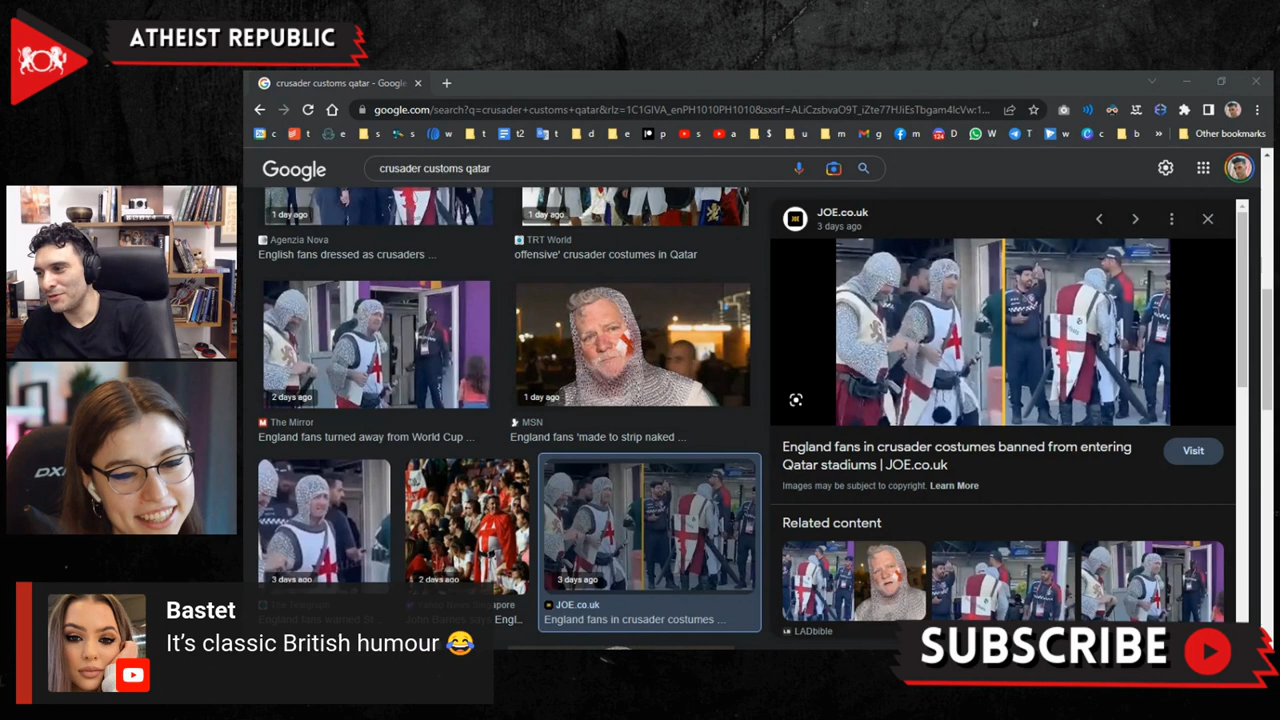 ATHEIST REPUBLIC
crusader customs qatar - Google
google.com/search?q=crusader+customs+qatar&rlz=1C1GIVA_enPH1010PH1010&sxsrf=
Other bookmarks
Google
crusader customs qatar
1 day ago
1 day ago
Agenzia Nova
English fans dressed as crusaders ...
TRT World
offensive' crusader costumes in Qatar
2 days ago
1 day ago
The Mirror
England fans turned away from World Cup ...
MSN
England fans 'made to strip naked ...
3 days ago
2 days ago
3 days ago
JOE.co.uk
England fans in crusader costumes ...
JOE.co.uk
3 days ago
England fans in crusader costumes banned from entering
Qatar stadiums | JOE.co.uk
Visit
Images may be subject to copyright. Learn More
Related content
LADbible
DX
Bastet
It's classic British humour 😂
SUBSCRIBE